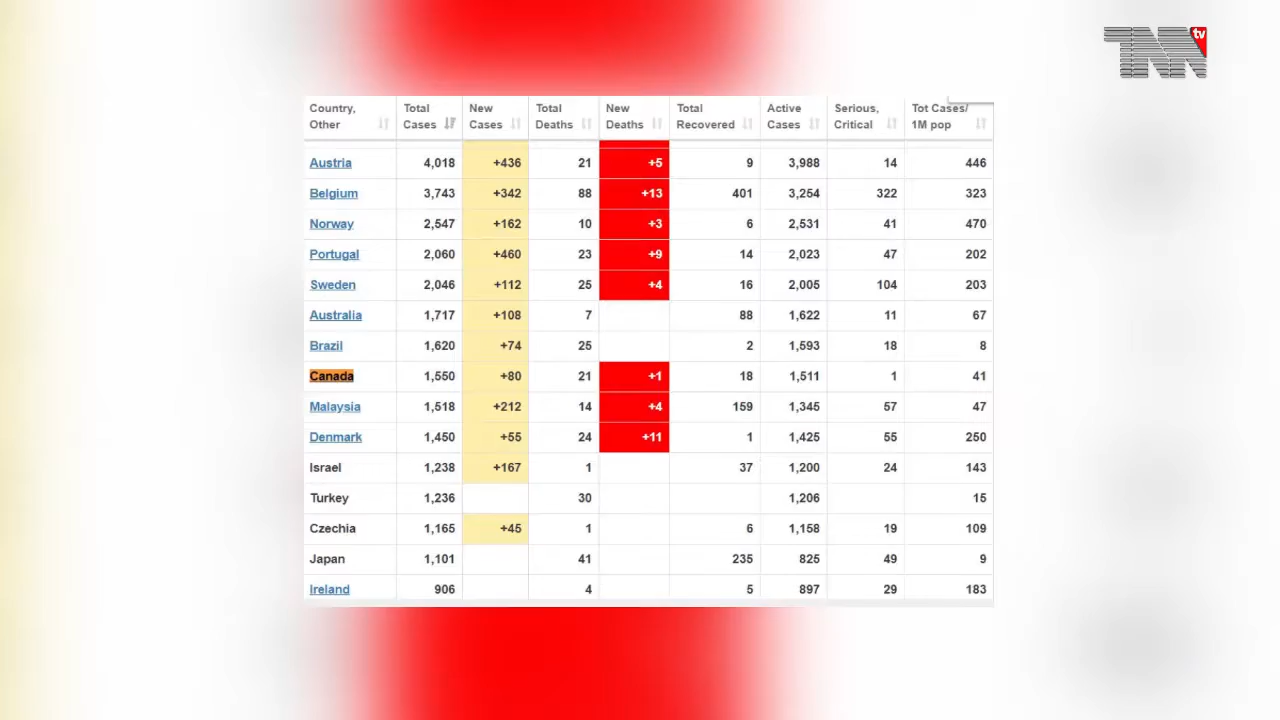 TNN tv
Country, Other Total Cases New Cases Total Deaths New Deaths Total Recovered Active Cases Serious, Critical Tot Cases/ 1M pop
Austria 4,018 +436 21 +5 9 3,988 14 446
Belgium 3,743 +342 88 +13 401 3,254 322 323
Norway 2,547 +162 10 +3 6 2,531 41 470
Portugal 2,060 +460 23 +9 14 2,023 47 202
Sweden 2,046 +112 25 +4 16 2,005 104 203
Australia 1,717 +108 7 88 1,622 11 67
Brazil 1,620 +74 25 2 1,593 18 8
Canada 1,550 +80 21 +1 18 1,511 1 41
Malaysia 1,518 +212 14 +4 159 1,345 57 47
Denmark 1,450 +55 24 +11 1 1,425 55 250
Israel 1,238 +167 1 37 1,200 24 143
Turkey 1,236 30 1,206 15
Czechia 1,165 +45 1 6 1,158 19 109
Japan 1,101 41 235 825 49 9
Ireland 906 4 5 897 29 183